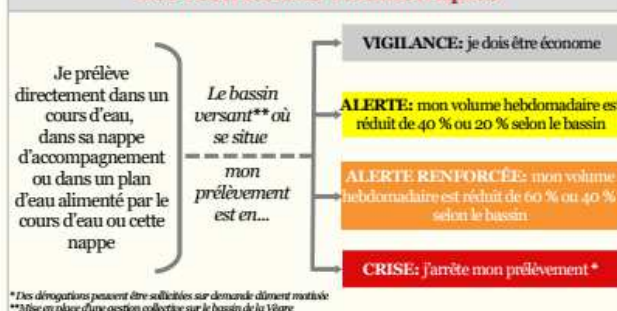 Je prélève
directement dans un
cours d'eau,
dans sa nappe
d'accompagnement
ou dans un plan
d'eau alimenté par le
cours d'eau ou cette
nappe
Le bassin
versant** où
se situe
mon
prélèvement
est en...
VIGILANCE: je dois être économe
ALERTE: mon volume hebdomadaire est
réduit de 40 % ou 20 % selon le bassin
ALERTE RENFORCÉE: mon volume
hebdomadaire est réduit de 60 % ou 40 %
selon le bassin
CRISE: j'arrête mon prélèvement *
*Des dérogations peuvent être sollicitées sur demande dûment motivée
**Mise en place d'une gestion collective sur le bassin de la Vègre